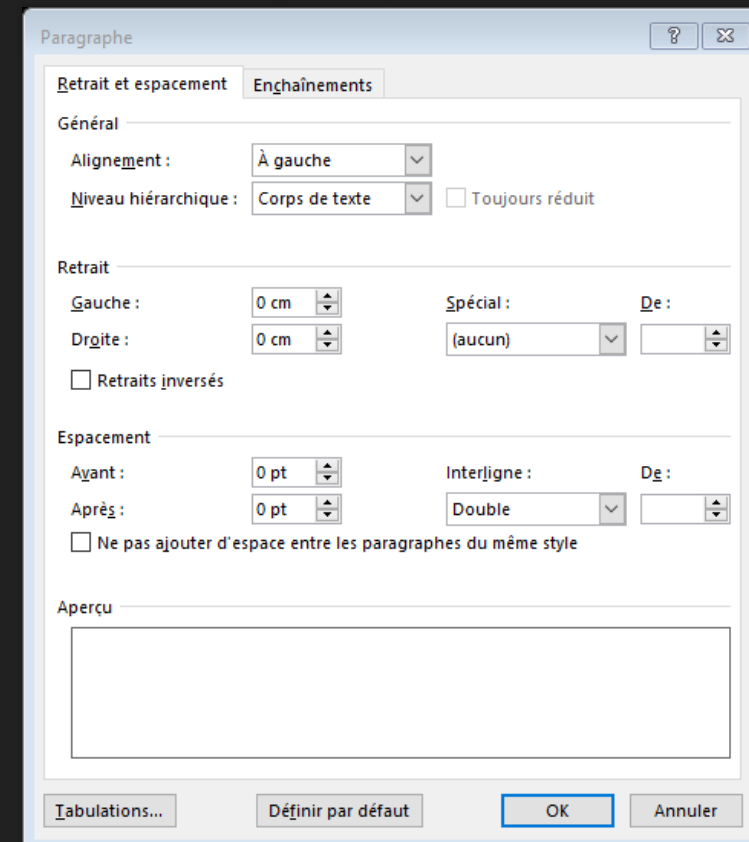 Paragraphe
Retrait et espacement Enchaînements
Général
Alignement : À gauche
Niveau hiérarchique : Corps de texte Toujours réduit
Retrait
Gauche : 0 cm Spécial : De :
Droite : 0 cm (aucun)
Retraits inversés
Espacement
Avant : 0 pt Interligne : De :
Après : 0 pt Double
Ne pas ajouter d'espace entre les paragraphes du même style
Aperçu
Tabulations... Définir par défaut OK Annuler